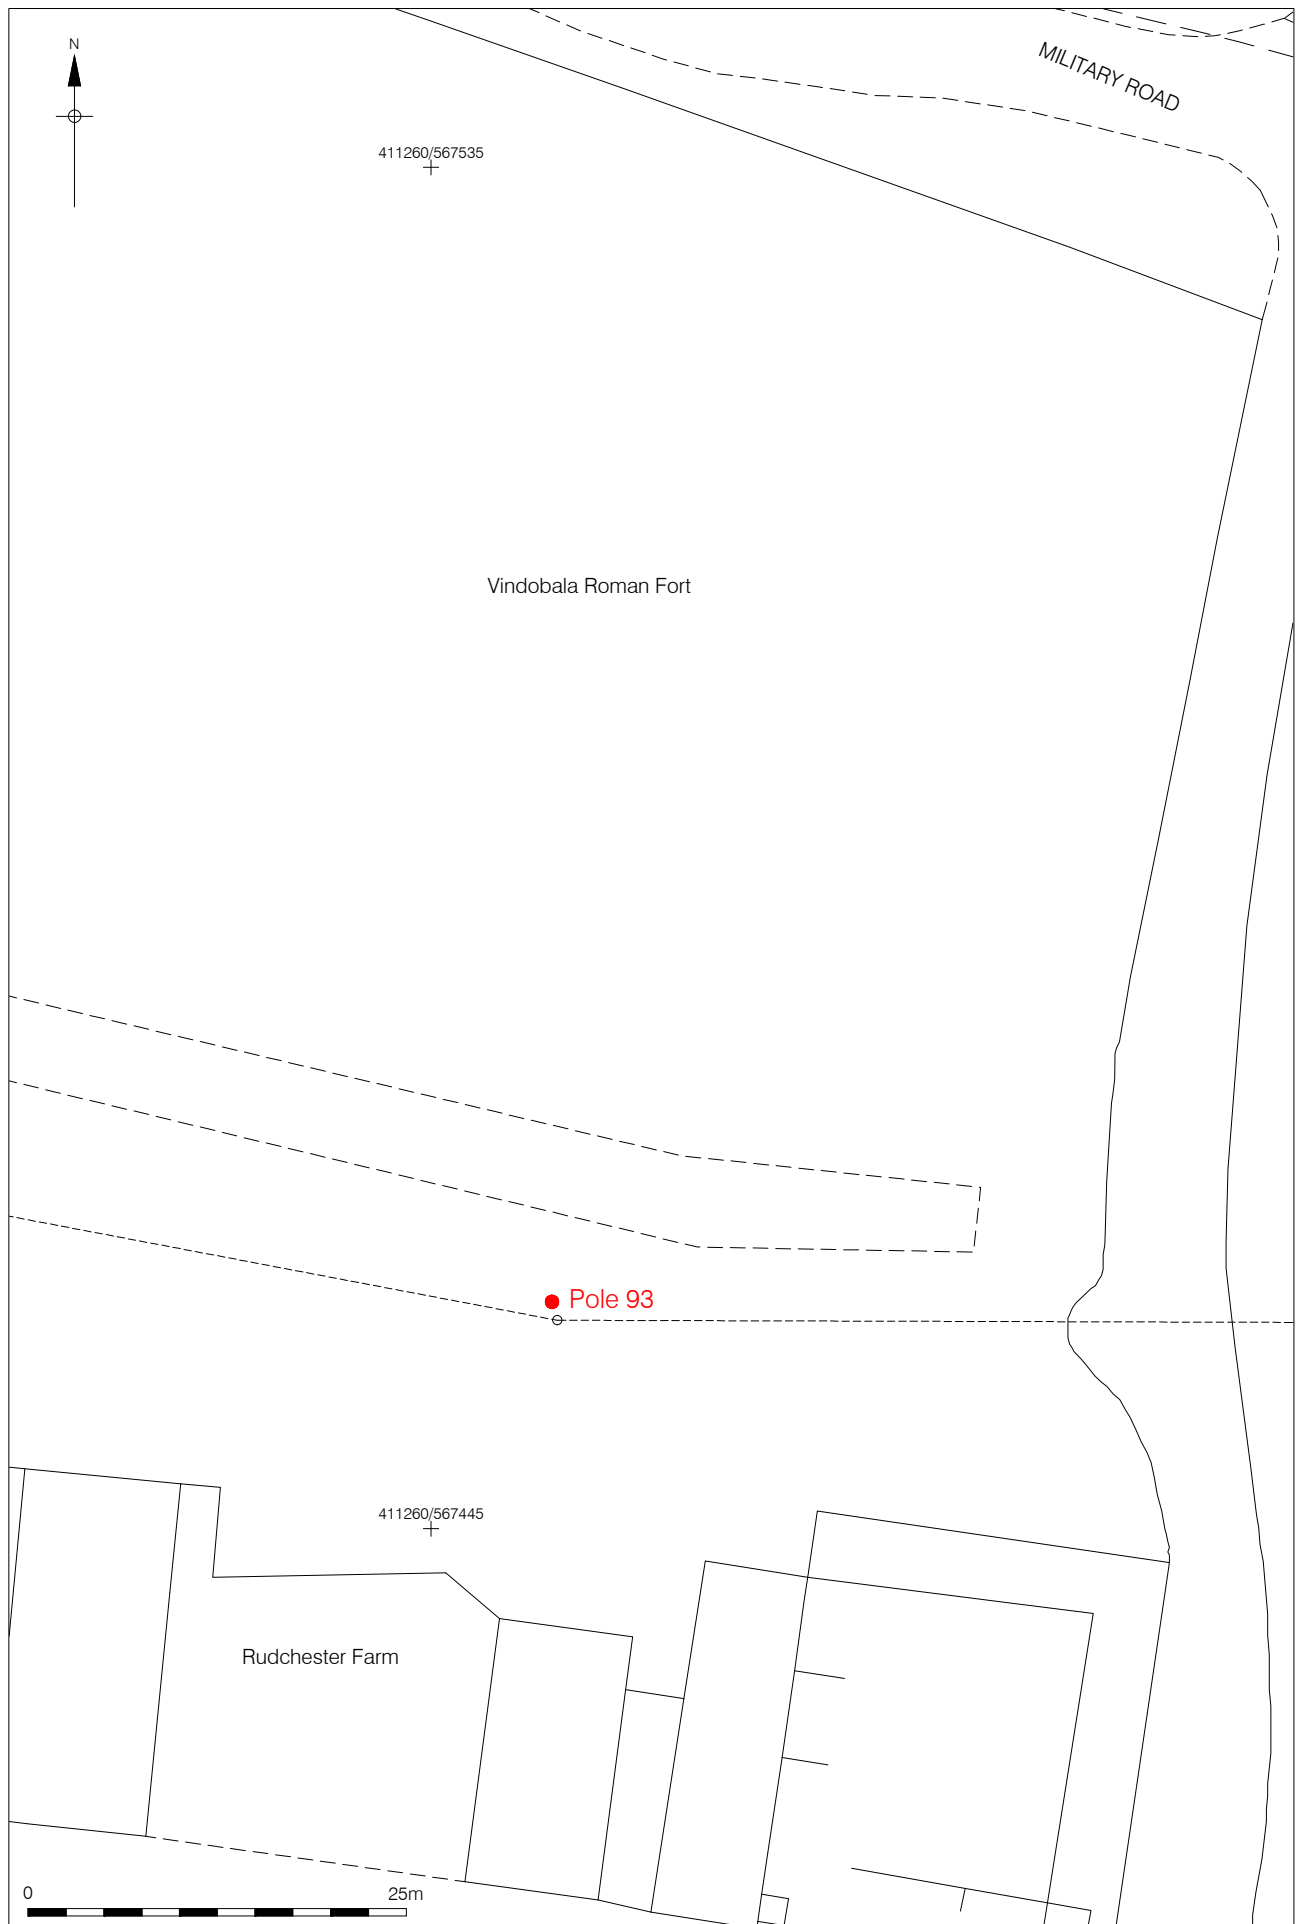 N
MILITARY ROAD
411260/567535
Vindobala Roman Fort
Pole 93
411260/567445
Rudchester Farm
0
25m